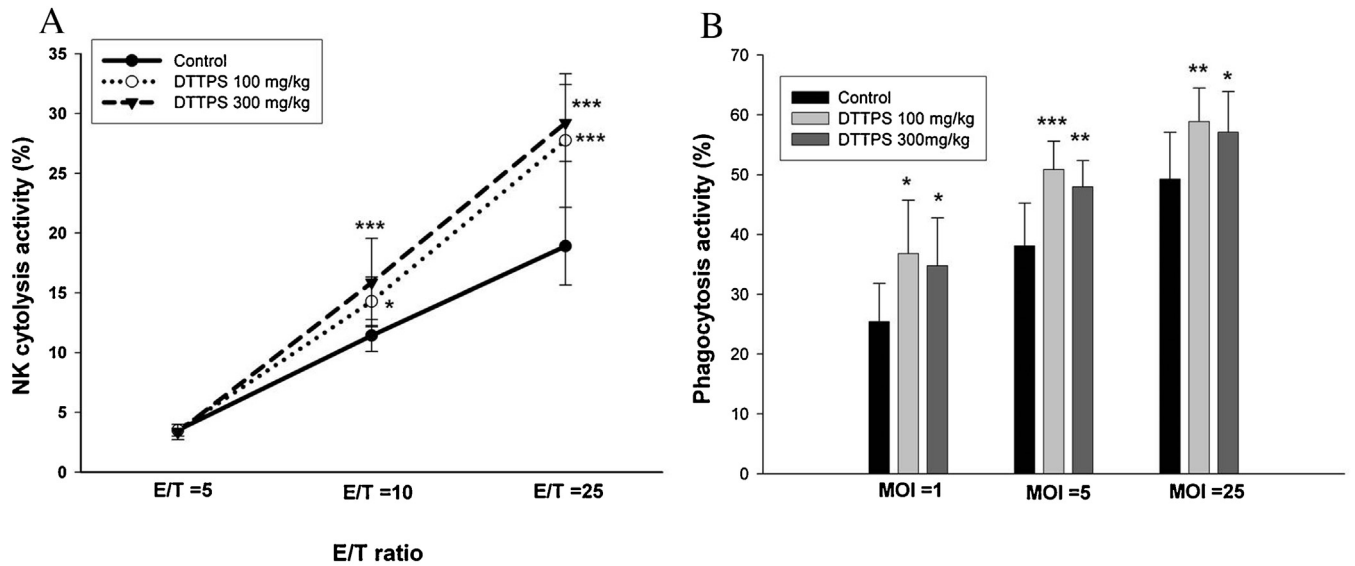 A
Control
DTTPS 100 mg/kg
DTTPS 300 mg/kg
NK cytolysis activity (%)
35
30
25
20
15
10
5
0
***
***
***
*
E/T =5
E/T =10
E/T =25
E/T ratio
B
Control
DTTPS 100 mg/kg
DTTPS 300mg/kg
Phagocytosis activity (%)
70
60
50
40
30
20
10
0
*
*
***
**
**
*
MOI =1
MOI =5
MOI =25